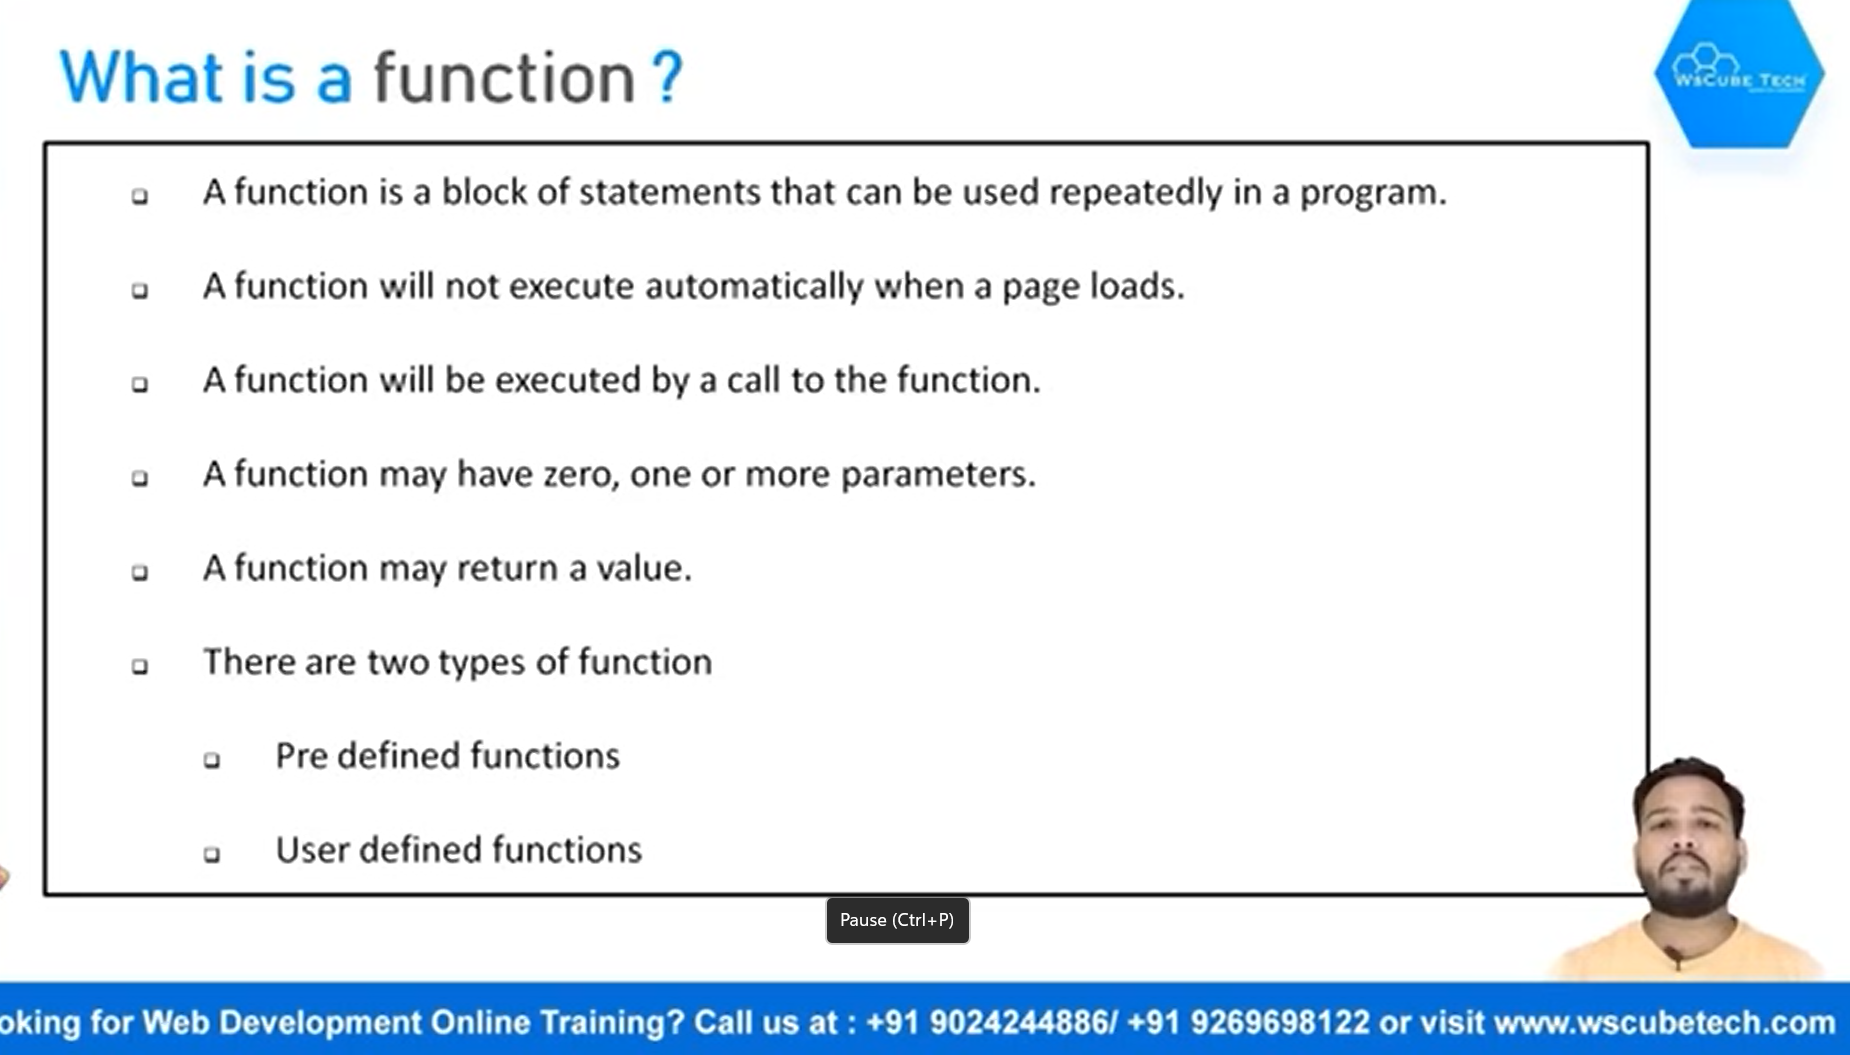 What is a function ?
WsCube Tech
A function is a block of statements that can be used repeatedly in a program.
A function will not execute automatically when a page loads.
A function will be executed by a call to the function.
A function may have zero, one or more parameters.
A function may return a value.
There are two types of function
Pre defined functions
User defined functions
Pause (Ctrl+P)
oking for Web Development Online Training? Call us at : +91 9024244886/ +91 9269698122 or visit www.wscubetech.com